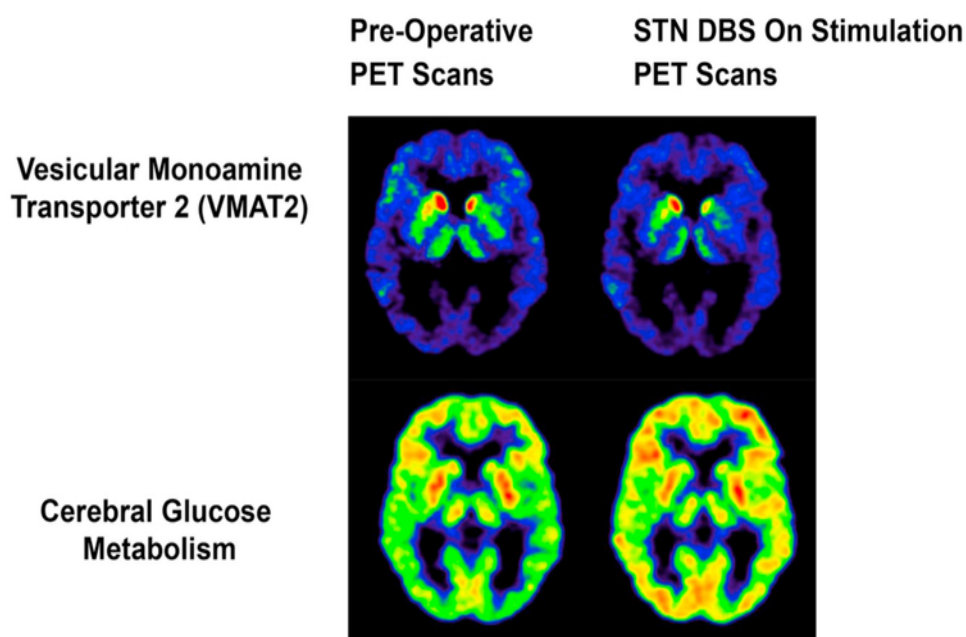 Pre-Operative
PET Scans
STN DBS On Stimulation
PET Scans
Vesicular Monoamine
Transporter 2 (VMAT2)
Cerebral Glucose
Metabolism